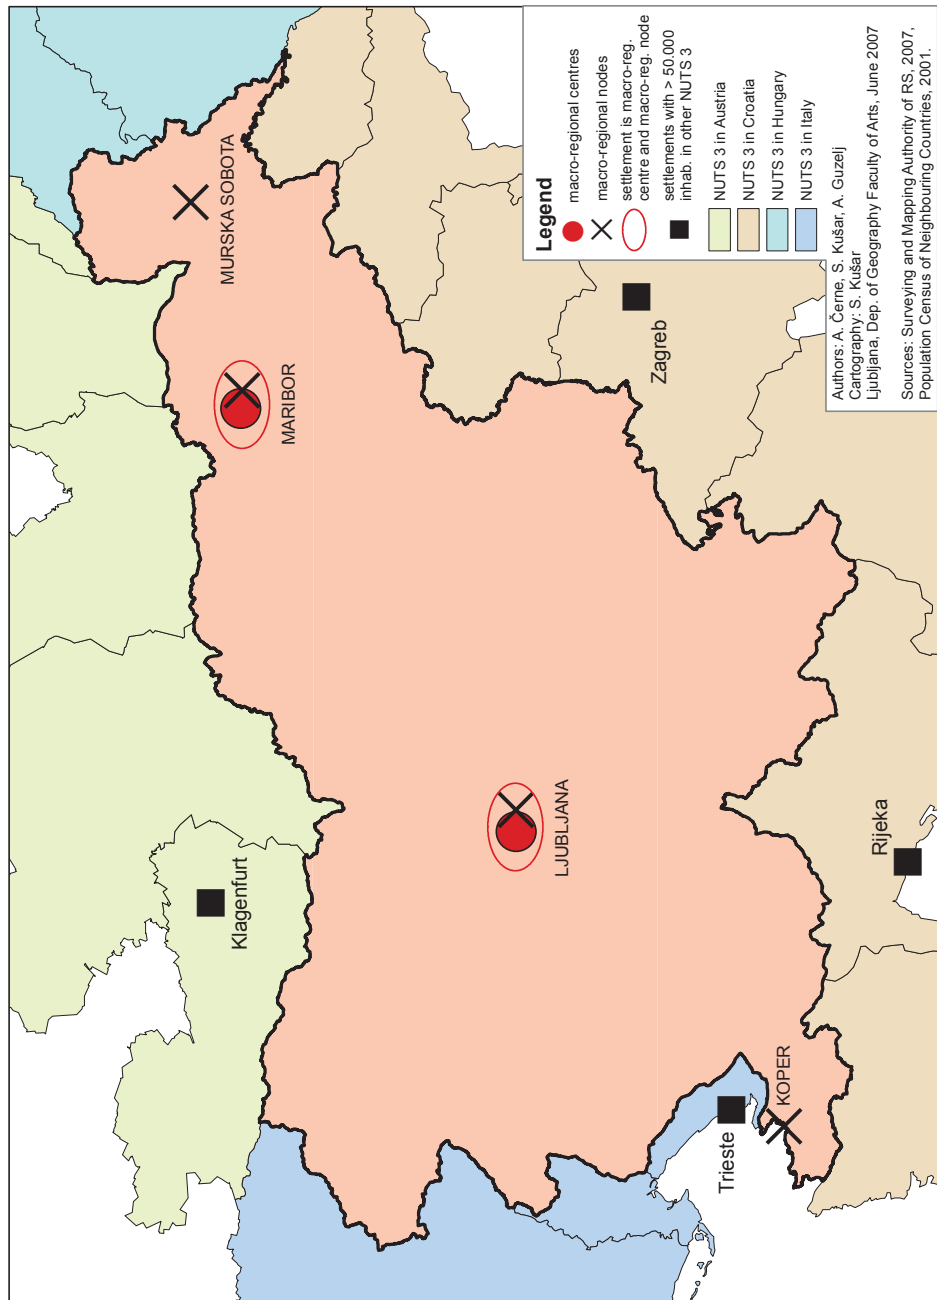 MURSKA SOBOTA
MARIBOR
Klagenfurt
LJUBLJANA
Zagreb
Trieste
KOPER
Rijeka
Legend
macro-regional centres
macro-regional nodes
settlement is macro-reg.
centre and macro-reg. node
settlements with > 50.000
inhab. in other NUTS 3
NUTS 3 in Austria
NUTS 3 in Croatia
NUTS 3 in Hungary
NUTS 3 in Italy
Authors: A. Černe, S. Kušar, A. Guzelj
Cartography: S. Kušar
Ljubljana, Dep. of Geography Faculty of Arts, June 2007
Sources: Surveying and Mapping Authority of RS, 2007,
Population Census of Neighbouring Countries, 2001.